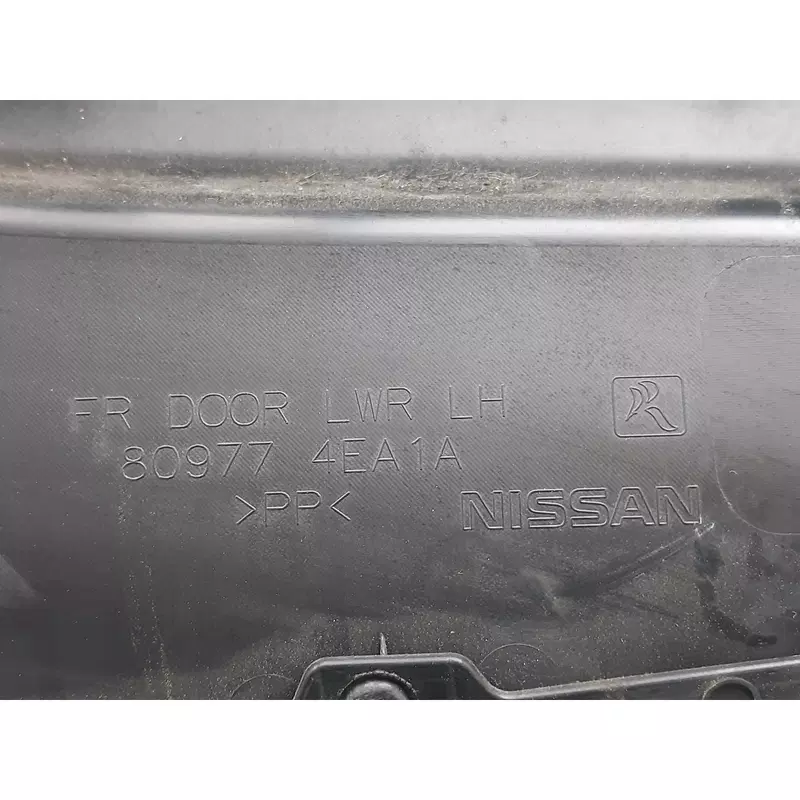 FR DOOR LWR LH
80977 4EA1A
>PP< NISSAN